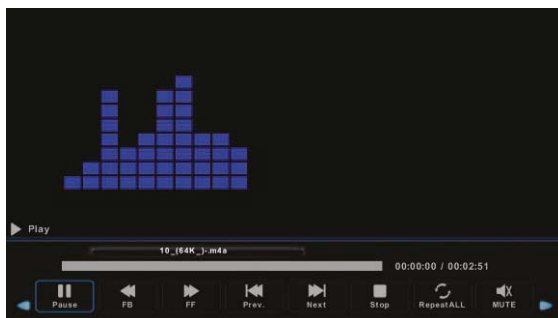 Play
10_(64K_)-.m4a
00:00:00 / 00:02:51
Pause FB FF Prev. Next Stop RepeatALL MUTE